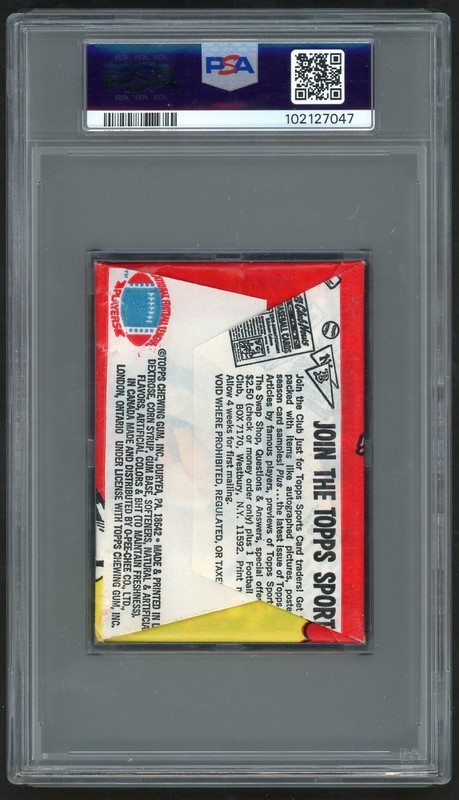 PSA
102127047
JOIN THE TOPPS SPORT
Join the Club just for Topps Sports Card traders! Get
packed with items like autographed pictures, poste
season card samples! Plus... the latest issue of Topps
Articles by famous players, previews of Topps Sport
The Swap Shop, Questions & Answers, special offe
$2.50 (check or money order only) plus 1 Football
Club, BOX 7170, Westbury, N.Y. 11592. Print n
Allow 4 weeks for first mailing.
VOID WHERE PROHIBITED, REGULATED, OR TAXE
BASEBALL CARDS
PLAYERS
©TOPPS CHEWING GUM, INC., DURYEA, PA. 18642 • MADE & PRINTED IN U
DEXTROSE, CORN SYRUP, GUM BASE, SOFTENERS, NATURAL & ARTIFICIA
FLAVORS, ARTIFICIAL COLORS & BHT (TO MAINTAIN FRESHNESS).
IN CANADA MADE AND DISTRIBUTED BY O-PEE-CHEE CO. LTD.,
LONDON, ONTARIO UNDER LICENSE WITH TOPPS CHEWING GUM, INC.